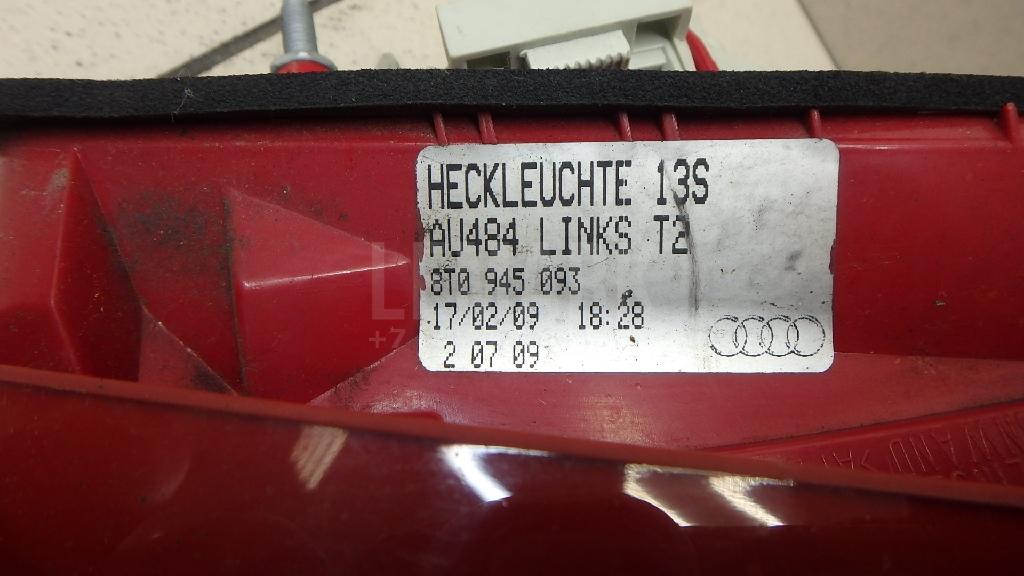 HECKLEUCHTE 13S
AU484 LINKS T2
8T0 945 093
17/02/09 18:28
2 07 09